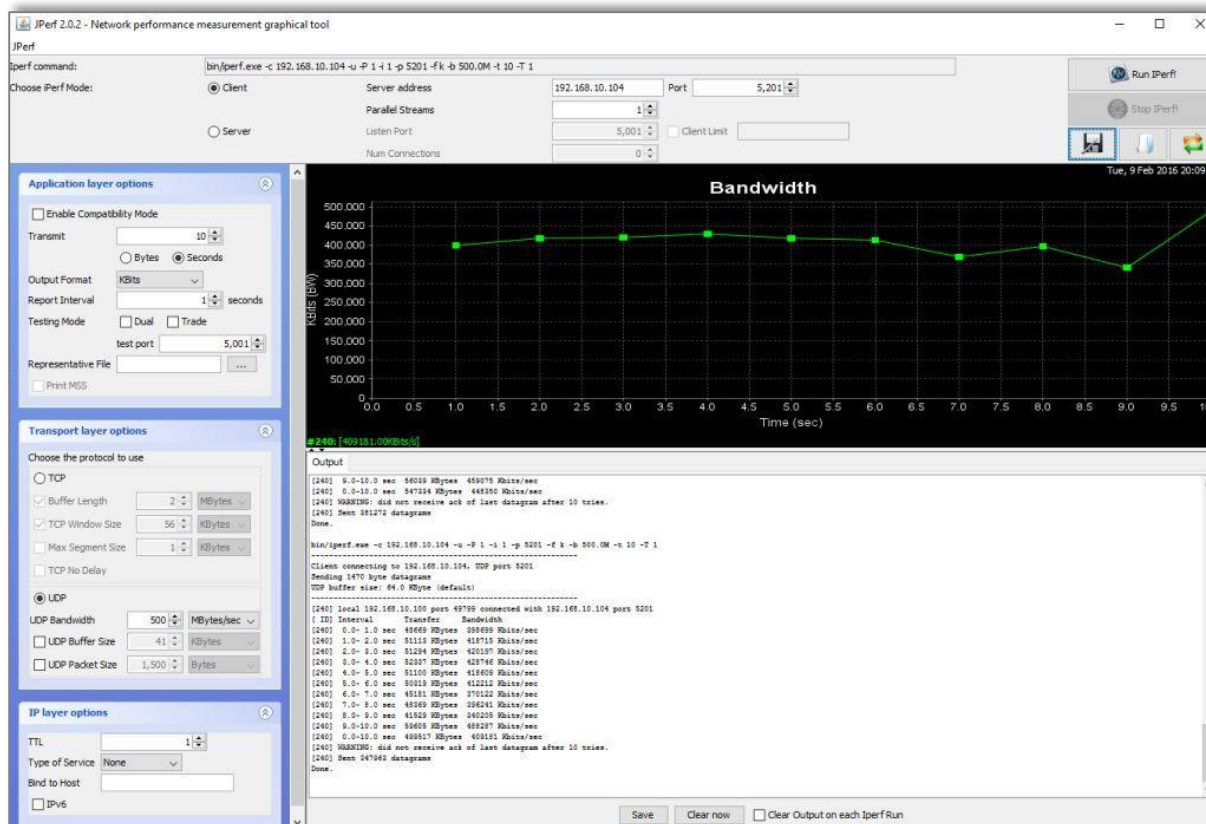 JPerf 2.0.2 - Network performance measurement graphical tool
JPerf
Iperf command:
bin/iperf.exe -c 192.168.10.104 -u -P 1 -i 1 -p 5201 -f k -b 500.0M -t 10 -T 1
Choose iPerf Mode:
Client
Server address
192.168.10.104
Port
5,201
Parallel Streams
1
Server
Listen Port
5,001
Client Limit
Num Connections
0
Run IPerf!
Stop IPerf!
Application layer options
Enable Compatibility Mode
Transmit
10
Bytes
Seconds
Output Format
KBits
Report Interval
1
seconds
Testing Mode
Dual
Trade
test port
5,001
Representative File
...
Print MSS
Transport layer options
Choose the protocol to use
TCP
Buffer Length
2
MBytes
TCP Window Size
56
KBytes
Max Segment Size
1
KBytes
TCP No Delay
UDP
UDP Bandwidth
500
MBytes/sec
UDP Buffer Size
41
KBytes
UDP Packet Size
1,500
Bytes
IP layer options
TTL
1
Type of Service
None
Bind to Host
IPv6
Tue, 9 Feb 2016 20:09
Bandwidth
KBits (BW)
500,000
450,000
400,000
350,000
300,000
250,000
200,000
150,000
100,000
50,000
0
0.0 0.5 1.0 1.5 2.0 2.5 3.0 3.5 4.0 4.5 5.0 5.5 6.0 6.5 7.0 7.5 8.0 8.5 9.0 9.5
Time (sec)
#240: [409181.00KBits/s]
Output
[240] 9.0-10.0 sec 56039 KBytes 459075 Kbits/sec
[240] 0.0-10.0 sec 547334 KBytes 448350 Kbits/sec
[240] WARNING: did not receive ack of last datagram after 10 tries.
[240] Sent 381272 datagrams
Done.
bin/iperf.exe -c 192.168.10.104 -u -P 1 -i 1 -p 5201 -f k -b 500.0M -t 10 -T 1
Client connecting to 192.168.10.104, UDP port 5201
Sending 1470 byte datagrams
UDP buffer size: 64.0 KByte (default)
[240] local 192.168.10.100 port 49799 connected with 192.168.10.104 port 5201
[ ID] Interval Transfer Bandwidth
[240] 0.0- 1.0 sec 48669 KBytes 398699 Kbits/sec
[240] 1.0- 2.0 sec 51113 KBytes 418715 Kbits/sec
[240] 2.0- 3.0 sec 51294 KBytes 420197 Kbits/sec
[240] 3.0- 4.0 sec 52337 KBytes 428746 Kbits/sec
[240] 4.0- 5.0 sec 51100 KBytes 418609 Kbits/sec
[240] 5.0- 6.0 sec 50319 KBytes 412212 Kbits/sec
[240] 6.0- 7.0 sec 45181 KBytes 370122 Kbits/sec
[240] 7.0- 8.0 sec 48369 KBytes 396241 Kbits/sec
[240] 8.0- 9.0 sec 41529 KBytes 340205 Kbits/sec
[240] 9.0-10.0 sec 59605 KBytes 488287 Kbits/sec
[240] 0.0-10.0 sec 499517 KBytes 409181 Kbits/sec
[240] WARNING: did not receive ack of last datagram after 10 tries.
[240] Sent 347963 datagrams
Done.
Save
Clear now
Clear Output on each Iperf Run